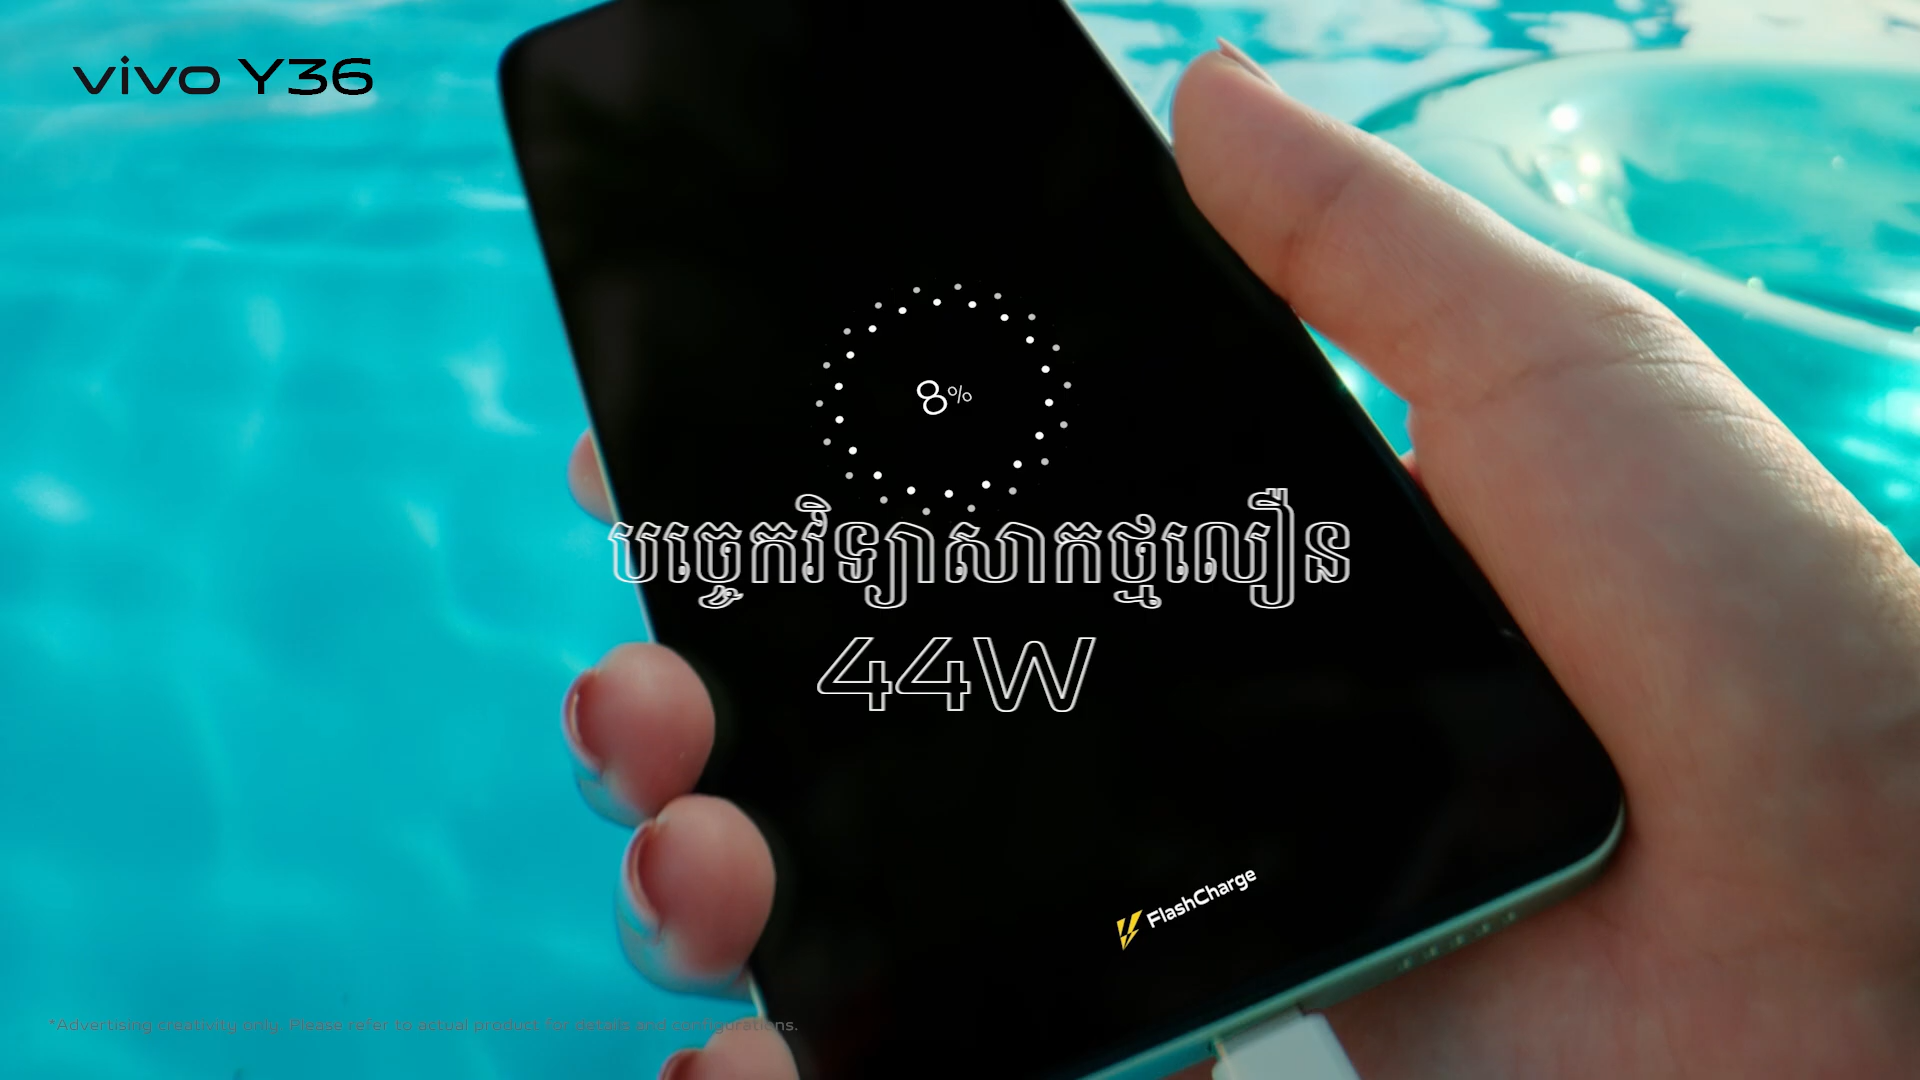 vivo Y36
8%
បច្ចេកវិទ្យាសាកថ្មលឿន
44W
FlashCharge
*Advertising creativity only. Please refer to actual product for details and configurations.